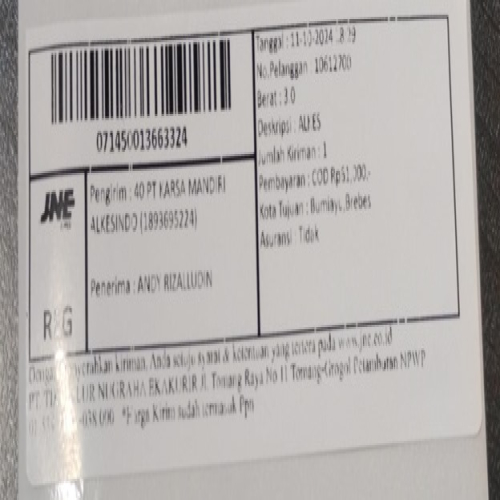 071450013663324
JNE
REG
Pengirim : 40 PT KARSA MANDIRI
ALKESINDO (1893695224)
Penerima : ANDY RIZALLUDIN
Tanggal : 11-10-2024
No.Pelanggan : 10612700
Berat : 3.0
Deskripsi : ALKES
Jumlah Kiriman : 1
Pembayaran : COD Rp51,300,-
Kota Tujuan : Bumiayu,Brebes
Asuransi : Tidak
Dengan menyerahkan kiriman, Anda setuju syarat & ketentuan yang tertera pada www.jne.co.id
PT. TIKI JALUR NUGRAHA EKAKURIR Jl. Tomang Raya No 11 Tomang-Grogol Petamburan NPWP
*Harga Kirim sudah termasuk Ppn